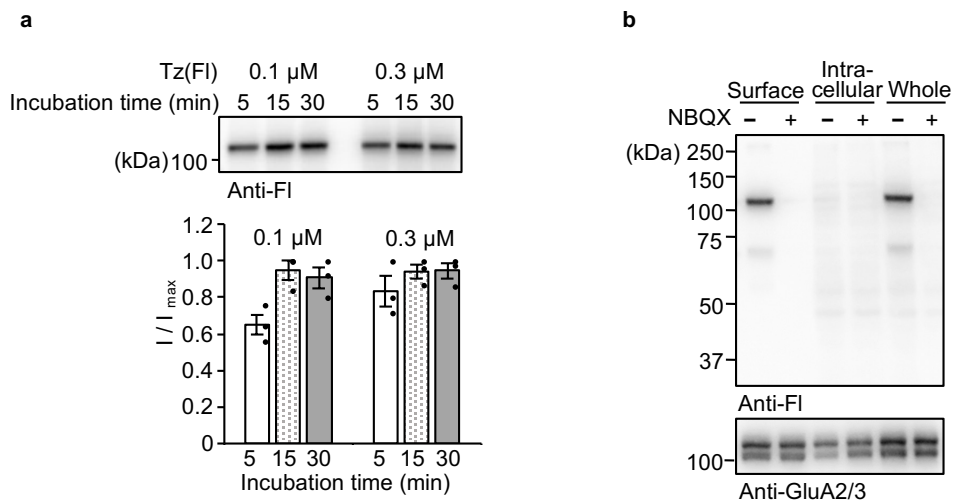 a
Tz(Fl) 0.1 μM 0.3 μM
Incubation time (min) 5 15 30 5 15 30
(kDa) 100
Anti-Fl
1.2
1.0
0.8
0.6
0.4
0.2
0
I / Imax
0.1 μM 0.3 μM
5 15 30 5 15 30
Incubation time (min)
b
Surface Intra-cellular Whole
NBQX − + − + − +
(kDa) 250
150
100
75
50
37
Anti-Fl
100
Anti-GluA2/3